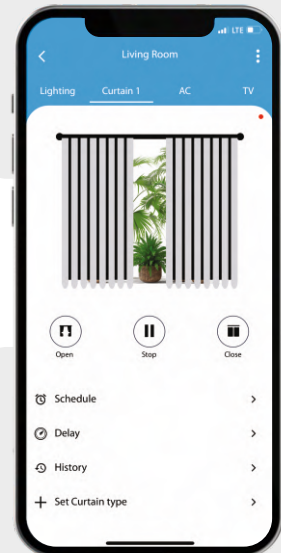 LTE
Living Room
Lighting Curtain 1 AC TV
Open Stop Close
Schedule
Delay
History
Set Curtain type